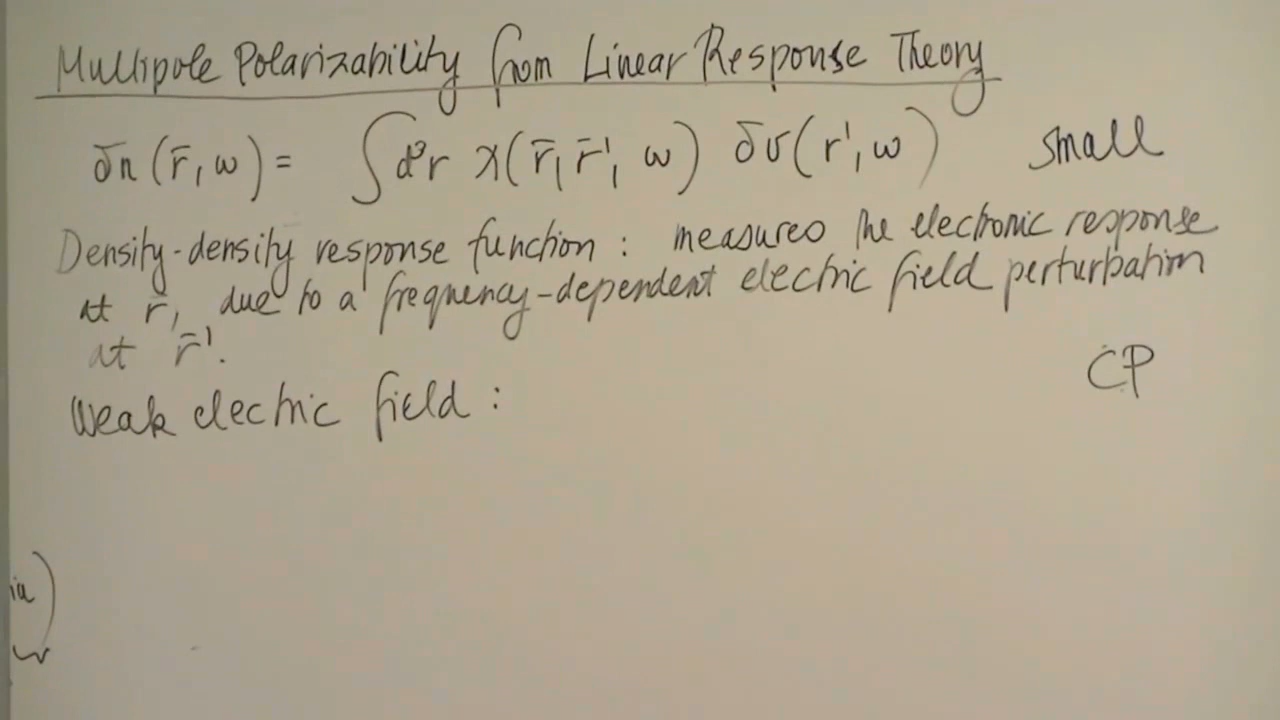 Multipole Polarizability from Linear Response Theory
δn(r̄, ω) = ∫d³r χ(r̄, r̄', ω) δv(r', ω) small
Density-density response function : measures the electronic response
at r̄, due to a frequency-dependent electric field perturbation
at r̄'.
CP
Weak electric field :